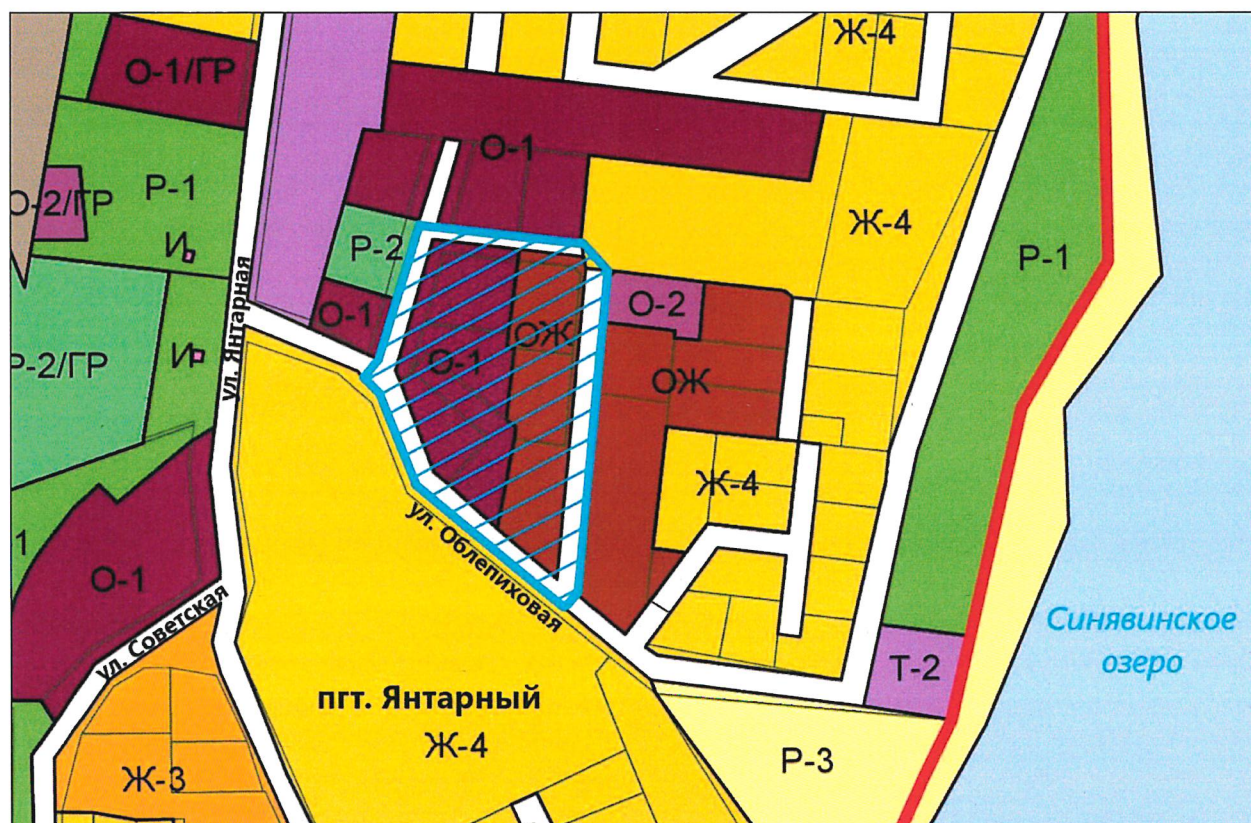 Ж-4
О-1/ГР
О-1
О-2/ГР
Р-1
И
Р-2
Ж-4
Р-1
О-1
О-2
ОЖ
О-1
ОЖ
И
Р-2/ГР
ул. Янтарная
Ж-4
ул. Облепиховая
1
О-1
ул. Советская
Синявинское
озеро
Т-2
пгт. Янтарный
Ж-4
Р-3
Ж-3